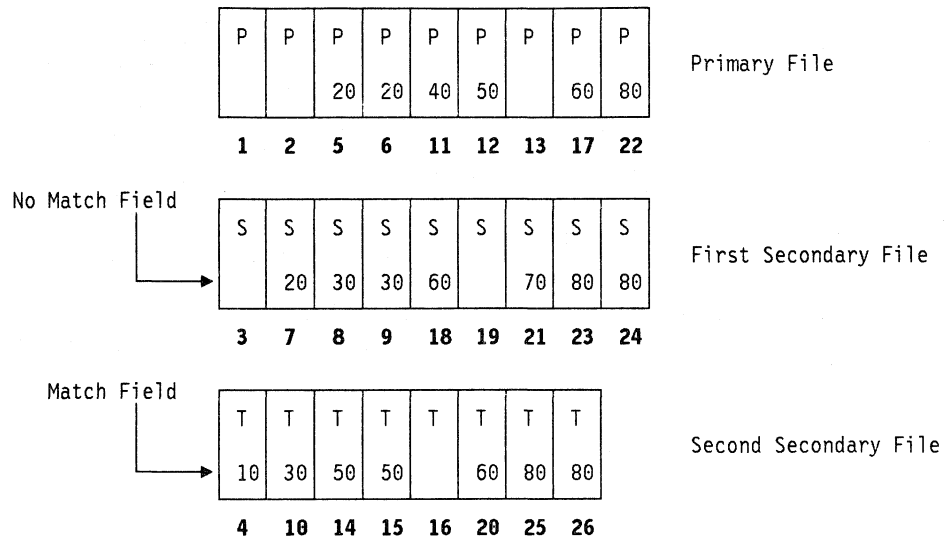 P P P P P P P P P
Primary File
20 20 40 50 60 80
1 2 5 6 11 12 13 17 22
No Match Field
S S S S S S S S S
First Secondary File
20 30 30 60 70 80 80
3 7 8 9 18 19 21 23 24
Match Field
T T T T T T T T
Second Secondary File
10 30 50 50 60 80 80
4 10 14 15 16 20 25 26